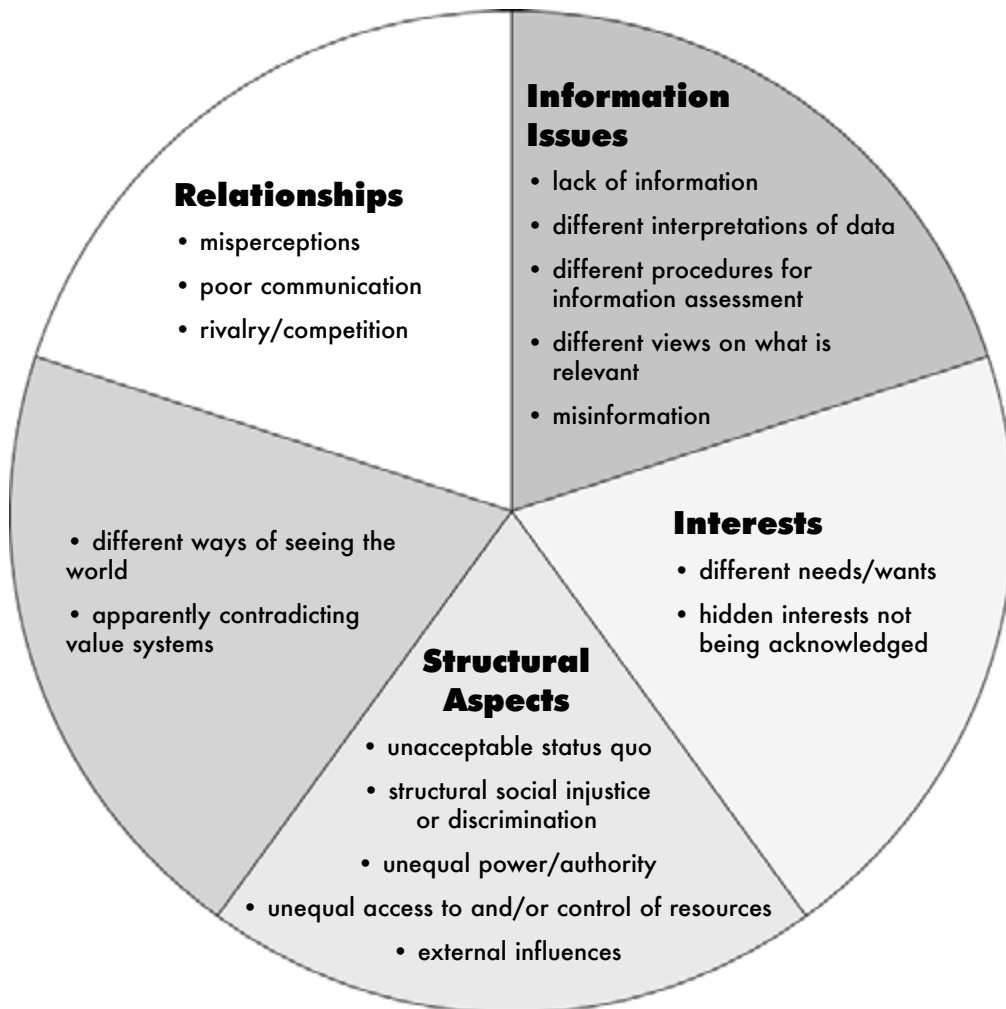 Information
Issues
• lack of information
• different interpretations of data
• different procedures for
information assessment
• different views on what is
relevant
• misinformation
Interests
• different needs/wants
• hidden interests not
being acknowledged
Structural
Aspects
• unacceptable status quo
• structural social injustice
or discrimination
• unequal power/authority
• unequal access to and/or control of resources
• external influences
• different ways of seeing the
world
• apparently contradicting
value systems
Relationships
• misperceptions
• poor communication
• rivalry/competition